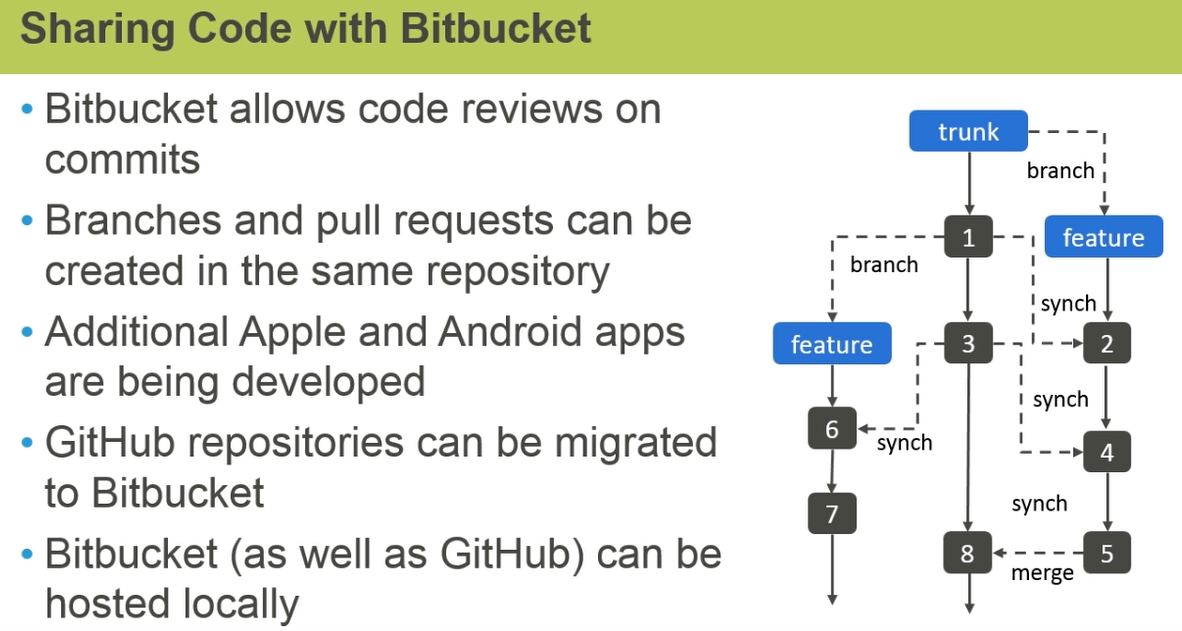 Sharing Code with Bitbucket
• Bitbucket allows code reviews on
commits
• Branches and pull requests can be
created in the same repository
• Additional Apple and Android apps
are being developed
• GitHub repositories can be migrated
to Bitbucket
• Bitbucket (as well as GitHub) can be
hosted locally
trunk
branch
1
feature
branch
synch
feature
3
2
synch
6
synch
4
synch
7
8
5
merge